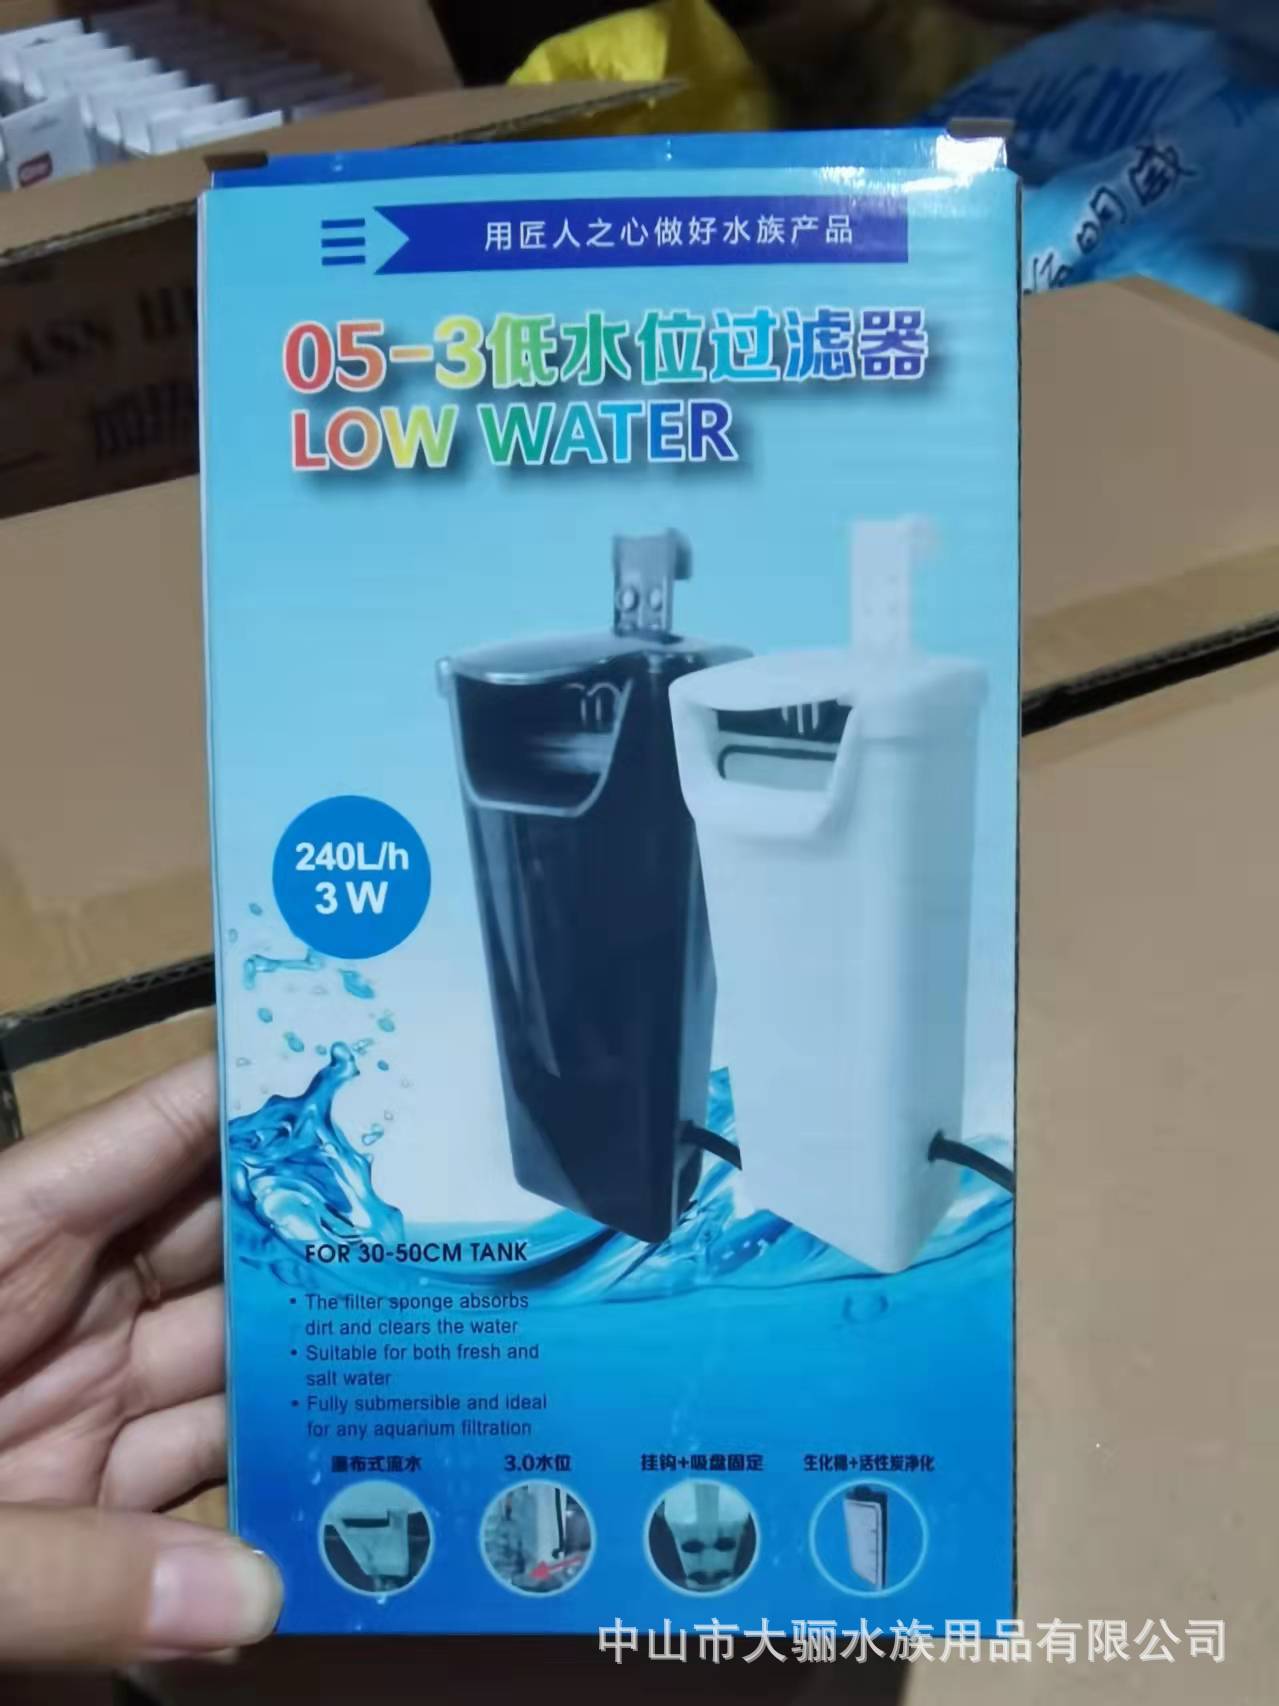 用匠人之心做好水族产品
05-3低水位过滤器
LOW WATER
240L/h
3W
FOR 30-50CM TANK
• The filter sponge absorbs
dirt and clears the water
• Suitable for both fresh and
salt water
• Fully submersible and ideal
for any aquarium filtration
瀑布式流水
3.0水位
挂钩+吸盘固定
生化棉+活性炭净化
中山市大骊水族用品有限公司